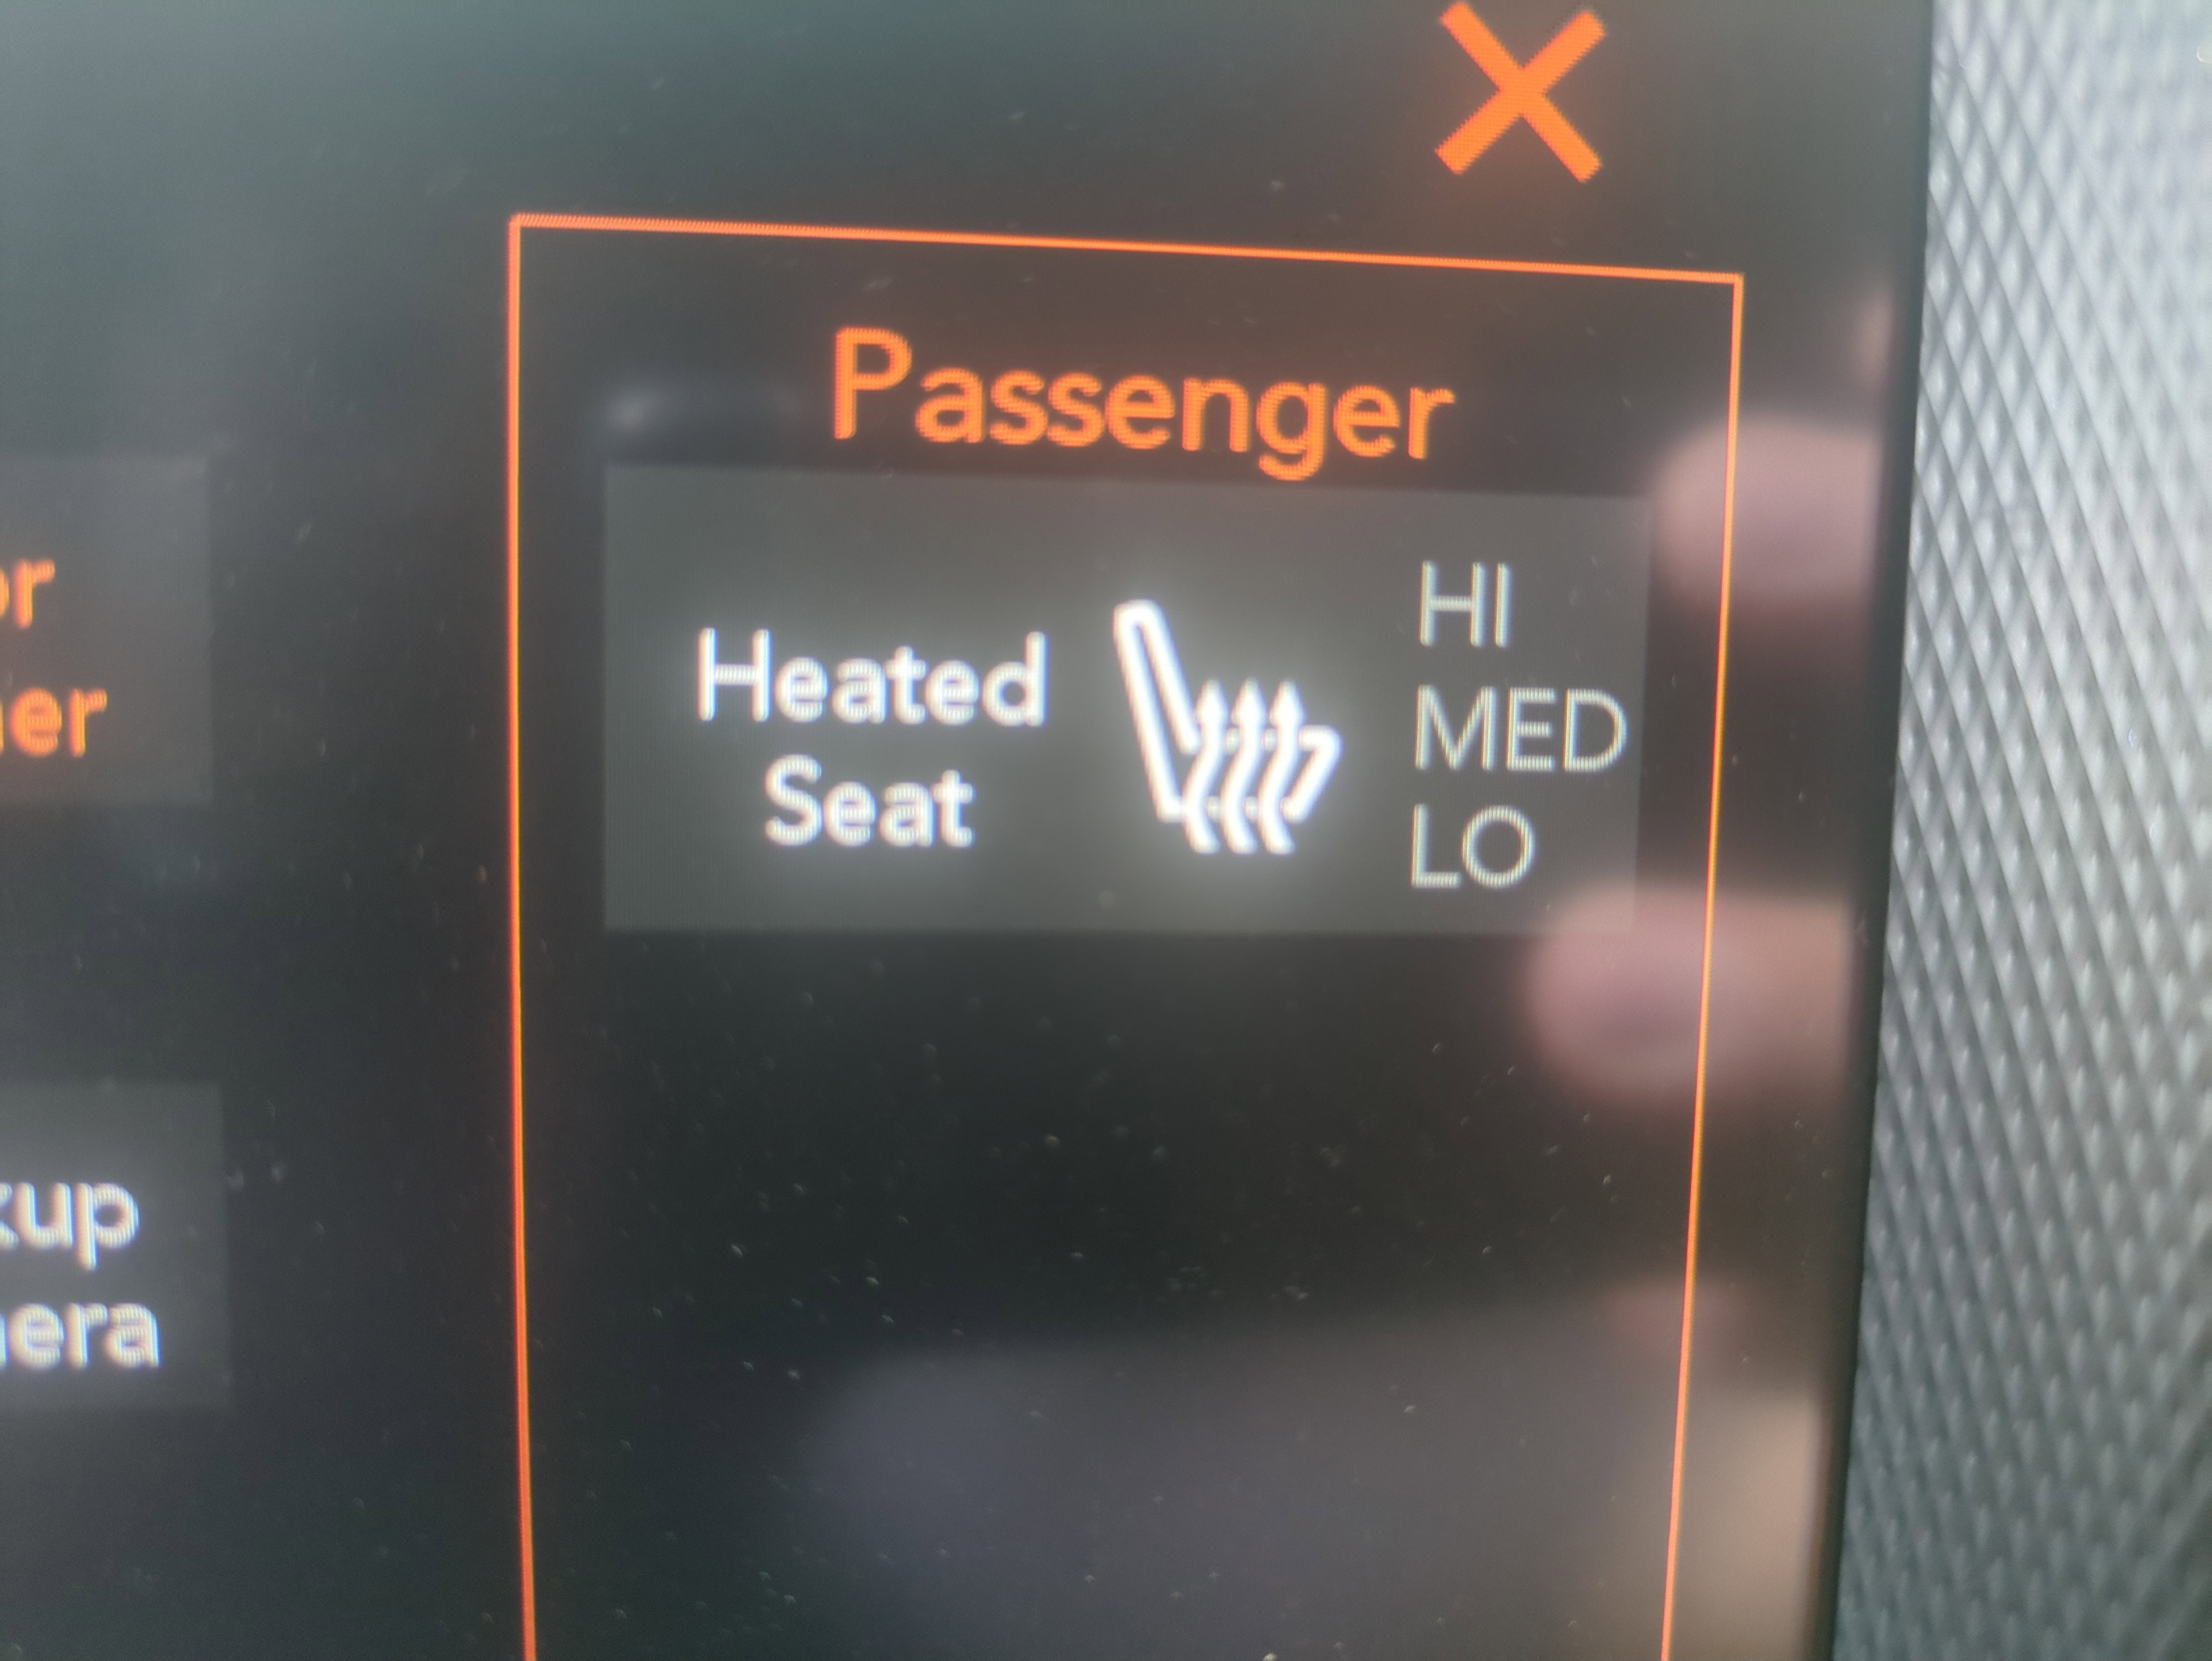 Passenger
Heated
Seat
HI
MED
LO